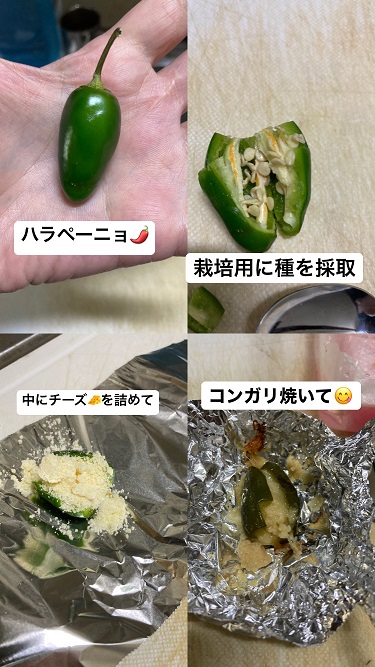 ハラペーニョ🌶️
栽培用に種を採取
中にチーズ🧀を詰めて
コンガリ焼いて😋